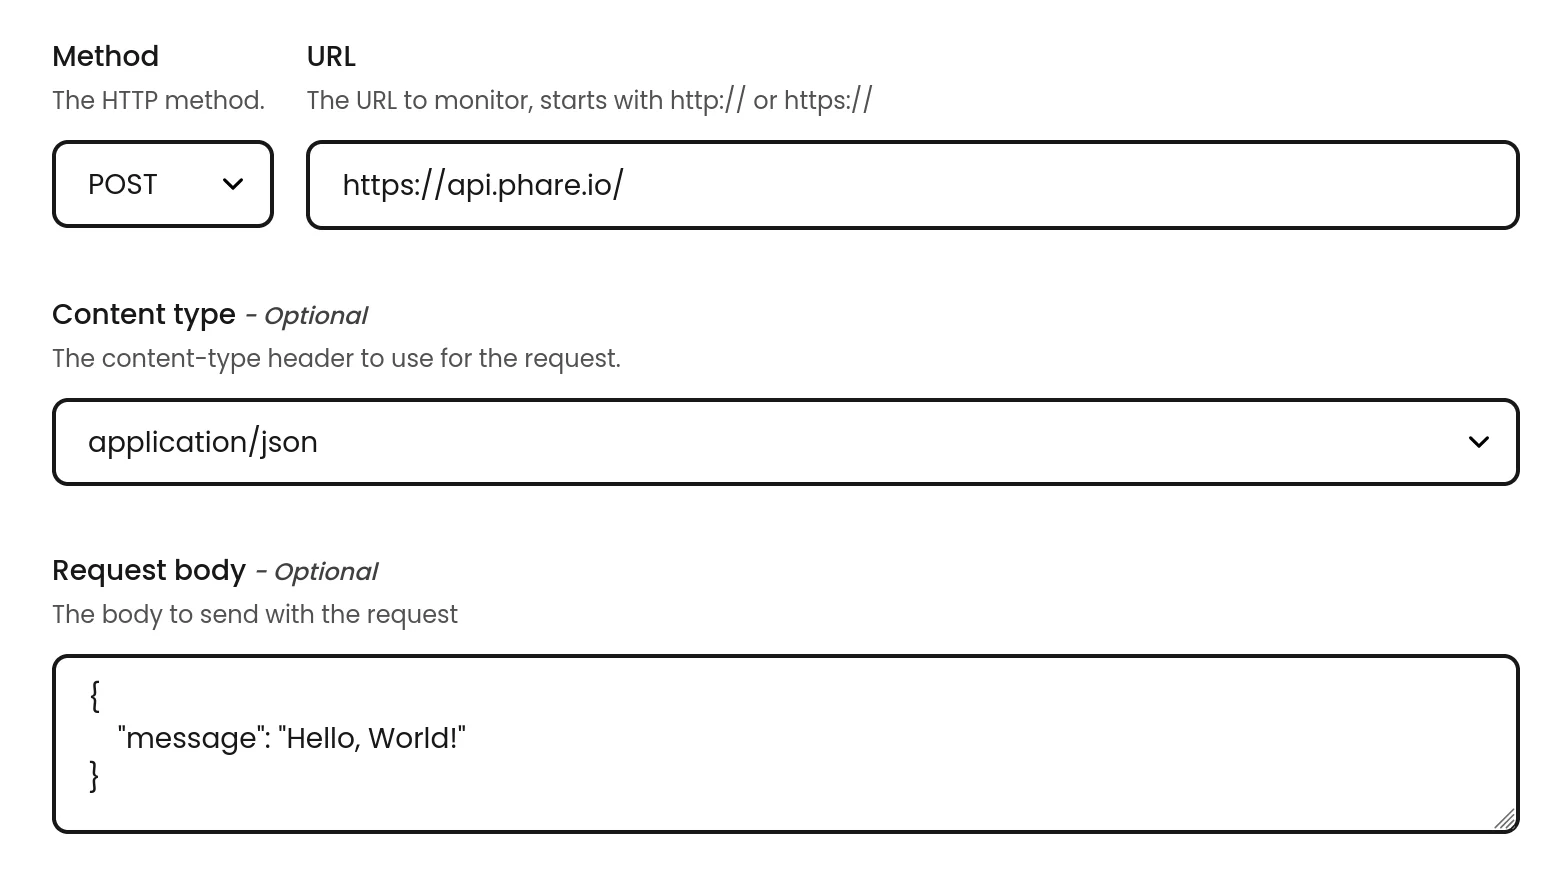 Method
The HTTP method.
URL
The URL to monitor, starts with http:// or https://
POST
https://api.phare.io/
Content type - Optional
The content-type header to use for the request.
application/json
Request body - Optional
The body to send with the request
{
"message": "Hello, World!"
}